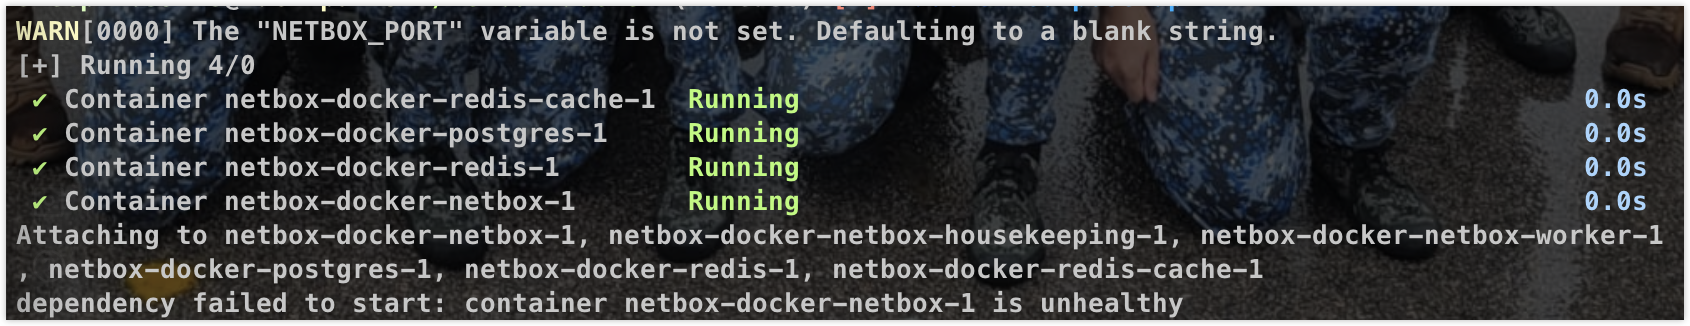 WARN[0000] The "NETBOX_PORT" variable is not set. Defaulting to a blank string.
[+] Running 4/0
✔ Container netbox-docker-redis-cache-1 Running 0.0s
✔ Container netbox-docker-postgres-1 Running 0.0s
✔ Container netbox-docker-redis-1 Running 0.0s
✔ Container netbox-docker-netbox-1 Running 0.0s
Attaching to netbox-docker-netbox-1, netbox-docker-netbox-housekeeping-1, netbox-docker-netbox-worker-1
, netbox-docker-postgres-1, netbox-docker-redis-1, netbox-docker-redis-cache-1
dependency failed to start: container netbox-docker-netbox-1 is unhealthy